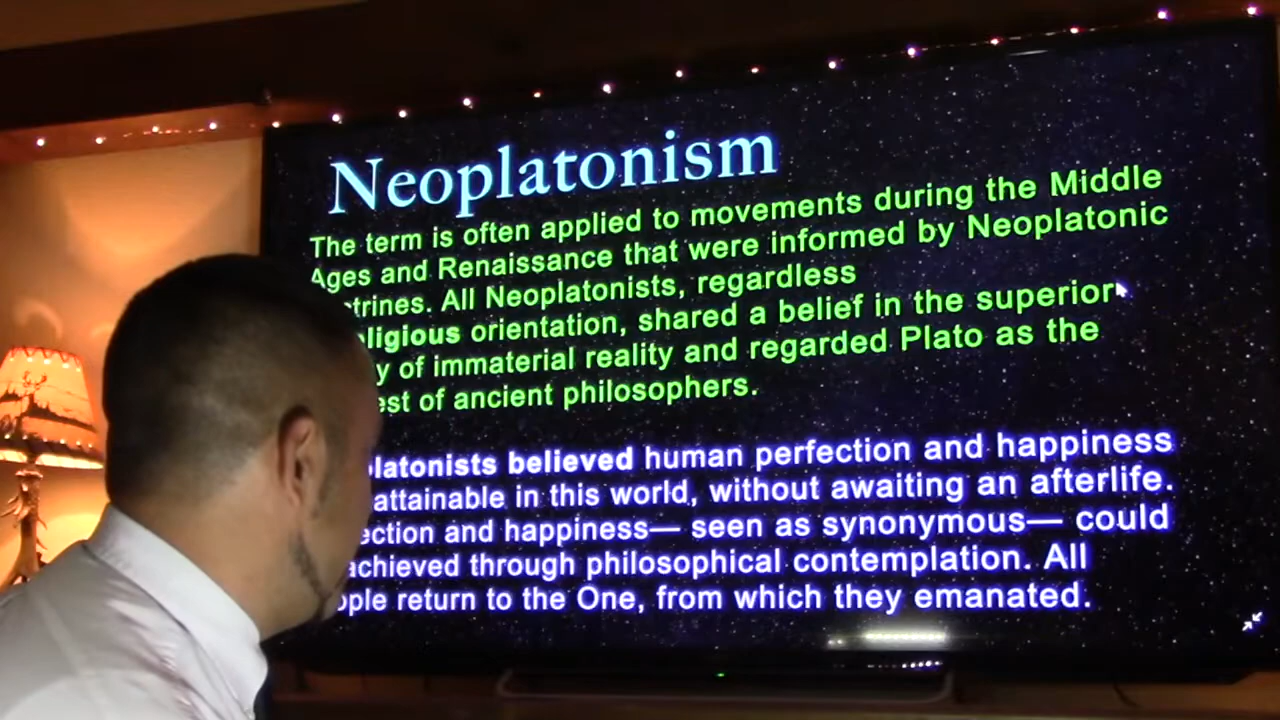 Neoplatonism
The term is often applied to movements during the Middle
Ages and Renaissance that were informed by Neoplatonic
trines. All Neoplatonists, regardless
ligious orientation, shared a belief in the superior
y of immaterial reality and regarded Plato as the
est of ancient philosophers.
platonists believed human perfection and happiness
attainable in this world, without awaiting an afterlife.
ection and happiness— seen as synonymous— could
achieved through philosophical contemplation. All
ople return to the One, from which they emanated.